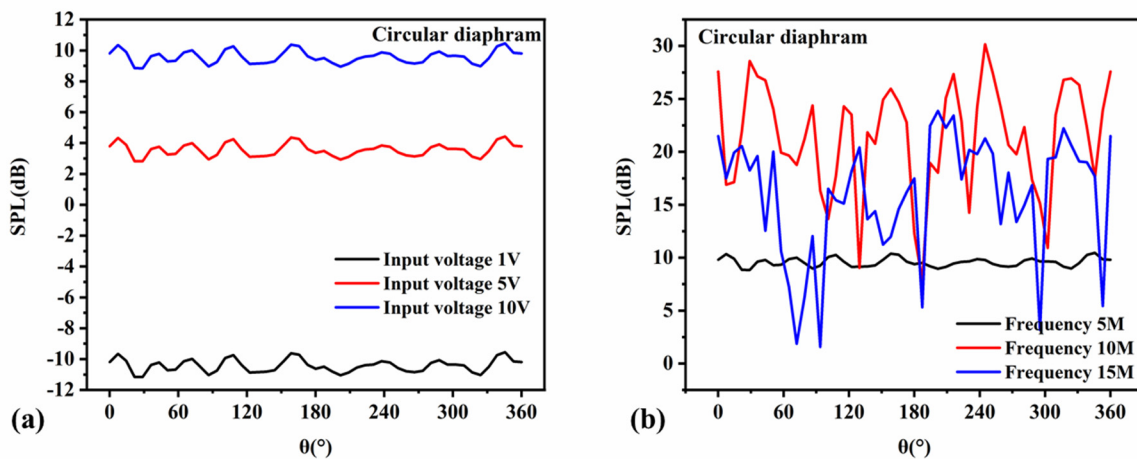 Circular diaphram
SPL(dB)
12
10
8
6
4
2
0
-2
-4
-6
-8
-10
-12
Input voltage 1V
Input voltage 5V
Input voltage 10V
0 60 120 180 240 300 360
θ(°)
(a)
Circular diaphram
SPL(dB)
30
25
20
15
10
5
0
Frequency 5M
Frequency 10M
Frequency 15M
0 60 120 180 240 300 360
θ(°)
(b)